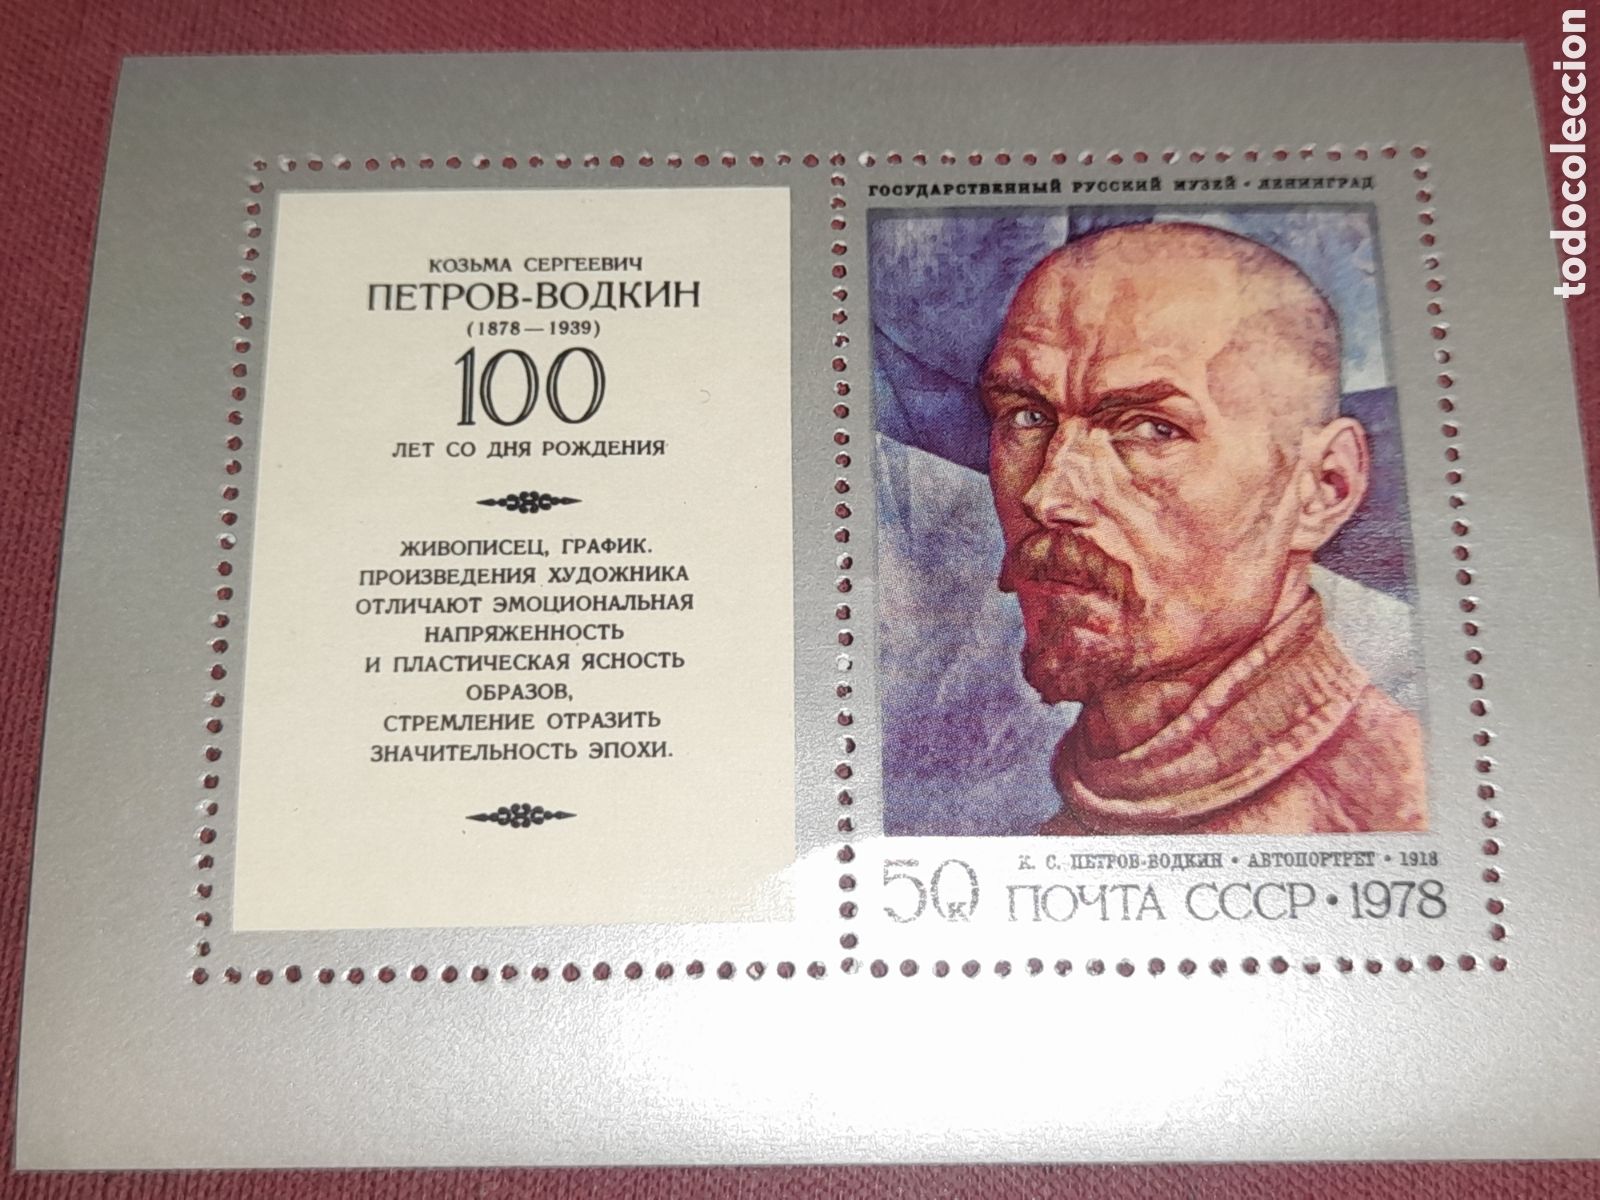 КОЗЬМА СЕРГЕЕВИЧ
ПЕТРОВ-ВОДКИН
(1878—1939)
100
ЛЕТ СО ДНЯ РОЖДЕНИЯ
ЖИВОПИСЕЦ, ГРАФИК.
ПРОИЗВЕДЕНИЯ ХУДОЖНИКА
ОТЛИЧАЮТ ЭМОЦИОНАЛЬНАЯ
НАПРЯЖЕННОСТЬ
И ПЛАСТИЧЕСКАЯ ЯСНОСТЬ
ОБРАЗОВ,
СТРЕМЛЕНИЕ ОТРАЗИТЬ
ЗНАЧИТЕЛЬНОСТЬ ЭПОХИ.
ГОСУДАРСТВЕННЫЙ РУССКИЙ МУЗЕЙ • ЛЕНИНГРАД
К. С. ПЕТРОВ-ВОДКИН • АВТОПОРТРЕТ • 1918
50 к ПОЧТА СССР • 1978
todocoleccion